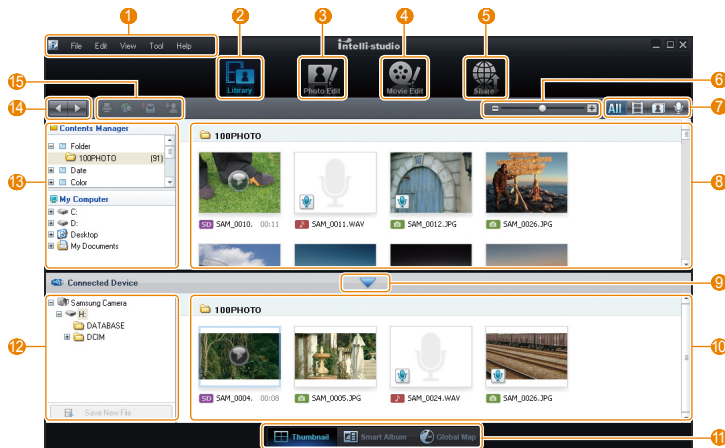 1 2 3 4 5
File Edit View Tool Help
Intelli-studio
Library Photo Edit Movie Edit Share
15
6
14
All
7
Contents Manager
Folder
100PHOTO (91)
Date
Color
13
My Computer
C:
D:
Desktop
My Documents
100PHOTO
SD SAM_0010. 00:11 SAM_0011.WAV SAM_0012.JPG SAM_0026.JPG
8
Connected Device
9
Samsung Camera
H:
DATABASE
DCIM
12
Save New File
100PHOTO
SD SAM_0004. 00:08 SAM_0005.JPG SAM_0024.WAV SAM_0026.JPG
10
Thumbnail Smart Album Global Map
11